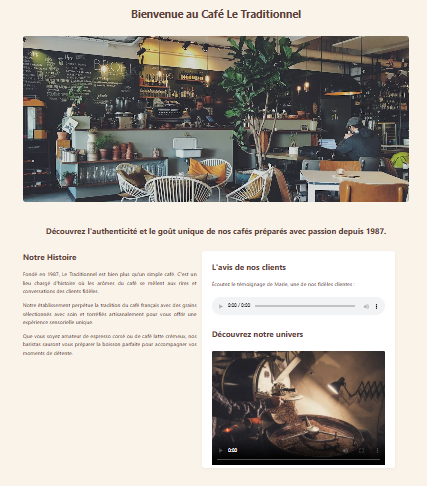 Bienvenue au Café Le Traditionnel
Découvrez l'authenticité et le goût unique de nos cafés préparés avec passion depuis 1987.
Notre Histoire
Fondé en 1987, Le Traditionnel est bien plus qu'un simple café. C'est un
lieu chargé d'histoire où les arômes du café se mêlent aux rires et
conversations des clients fidèles.
Notre établissement perpétue la tradition du café français avec des grains
sélectionnés avec soin et torréfiés artisanalement pour vous offrir une
expérience sensorielle unique.
Que vous soyez amateur de espresso corsé ou de café latte crémeux, nos
baristas sauront vous préparer la boisson parfaite pour accompagner vos
moments de détente.
L'avis de nos clients
Écoutez le témoignage de Marie, une de nos fidèles clientes :
0:00 / 0:00
Découvrez notre univers
0:00